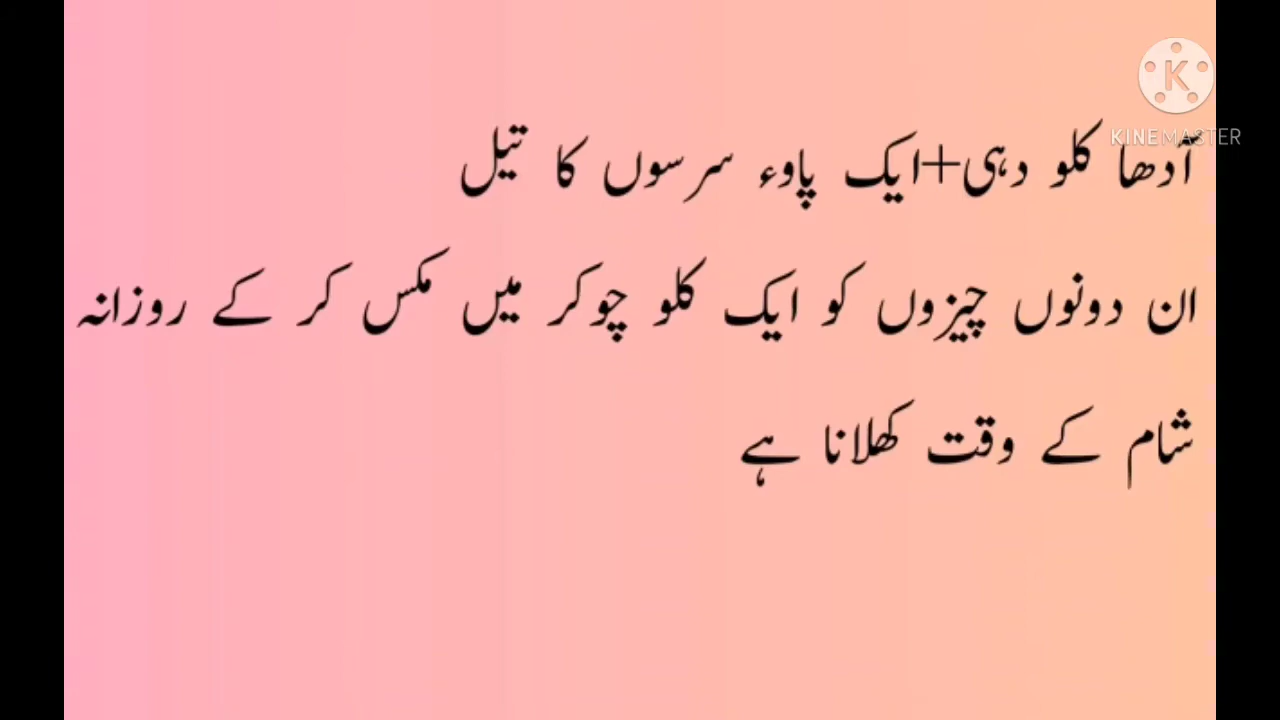 KINEMASTER
آدھا کلو دہی+ایک پاوء سرسوں کا تیل
ان دونوں چیزوں کو ایک کلو چوکر میں مکس کر کے روزانہ
شام کے وقت کھلانا ہے